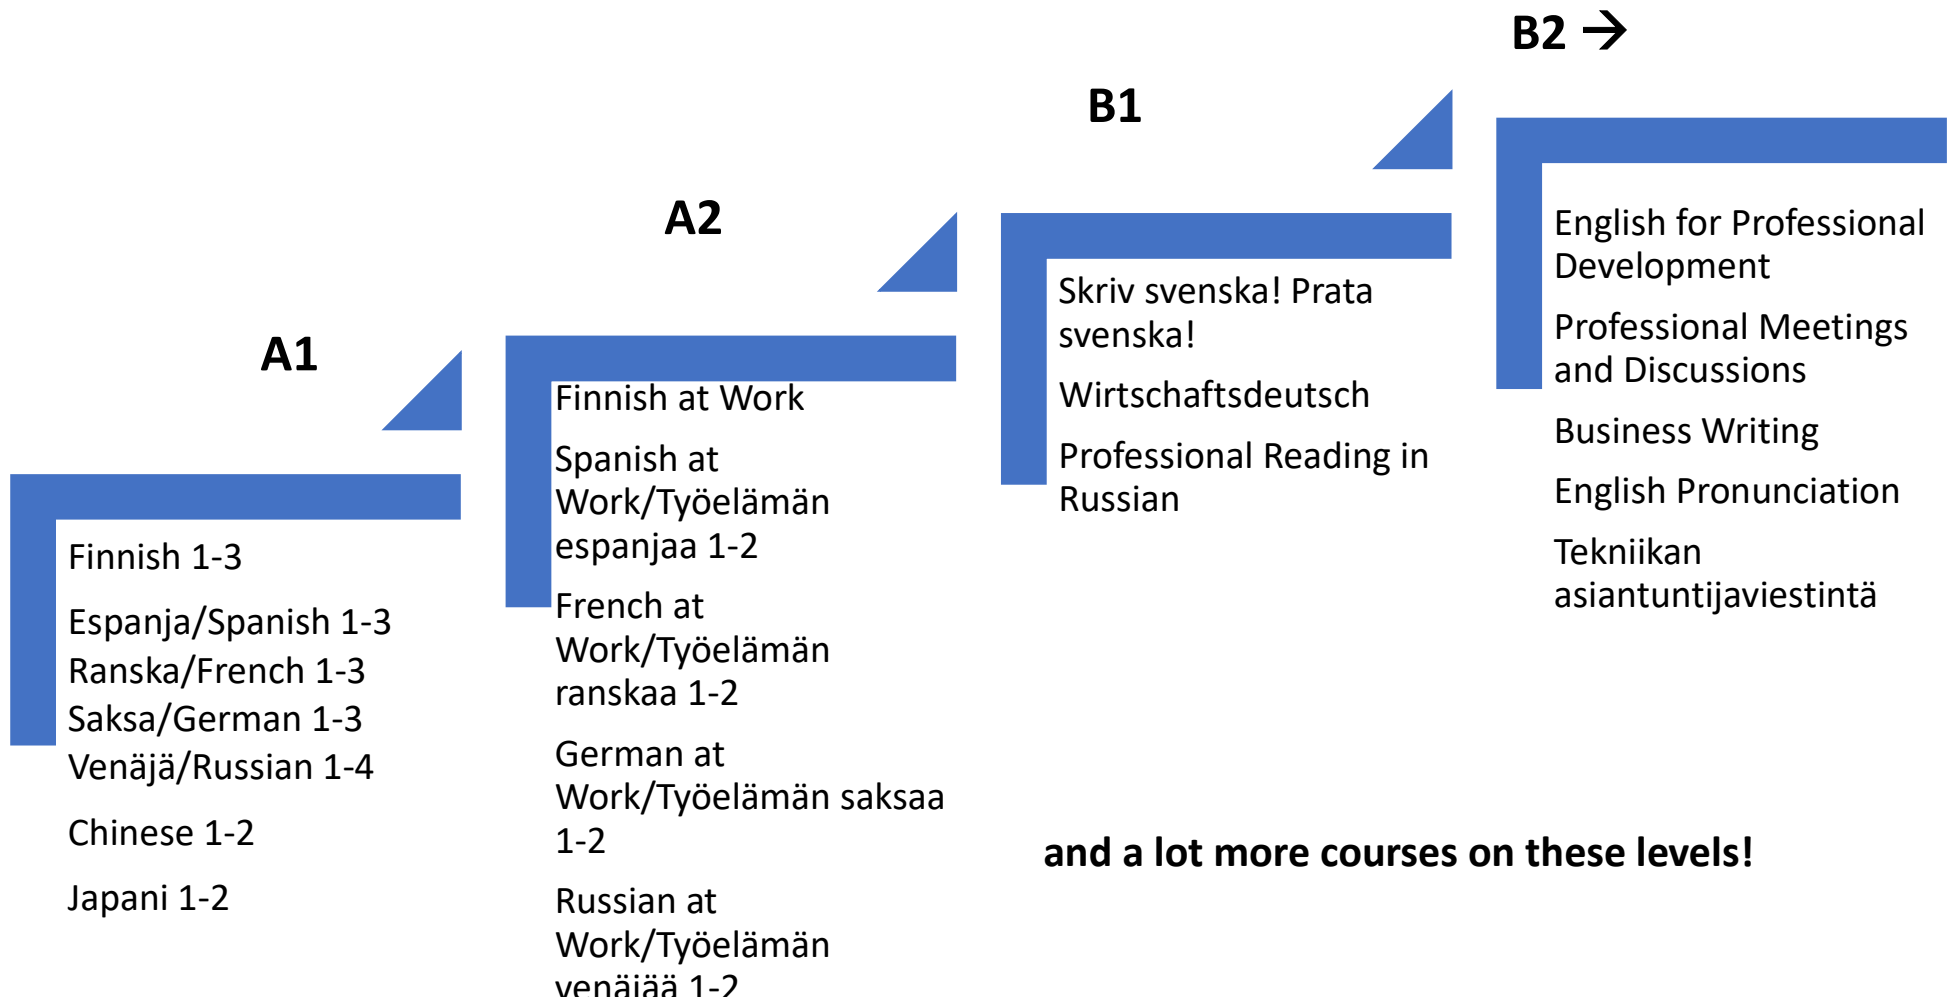 A1
Finnish 1-3
Espanja/Spanish 1-3
Ranska/French 1-3
Saksa/German 1-3
Venäjä/Russian 1-4
Chinese 1-2
Japani 1-2
A2
Finnish at Work
Spanish at
Work/Työelämän
espanjaa 1-2
French at
Work/Työelämän
ranskaa 1-2
German at
Work/Työelämän saksaa
1-2
Russian at
Work/Työelämän
venäjää 1-2
B1
Skriv svenska! Prata
svenska!
Wirtschaftsdeutsch
Professional Reading in
Russian
B2 →
English for Professional
Development
Professional Meetings
and Discussions
Business Writing
English Pronunciation
Tekniikan
asiantuntijaviestintä
and a lot more courses on these levels!